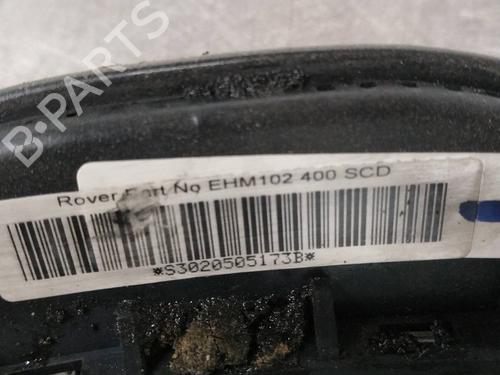 B-PARTS
Rover Part No EHM102 400 SCD
*S3020505173B*